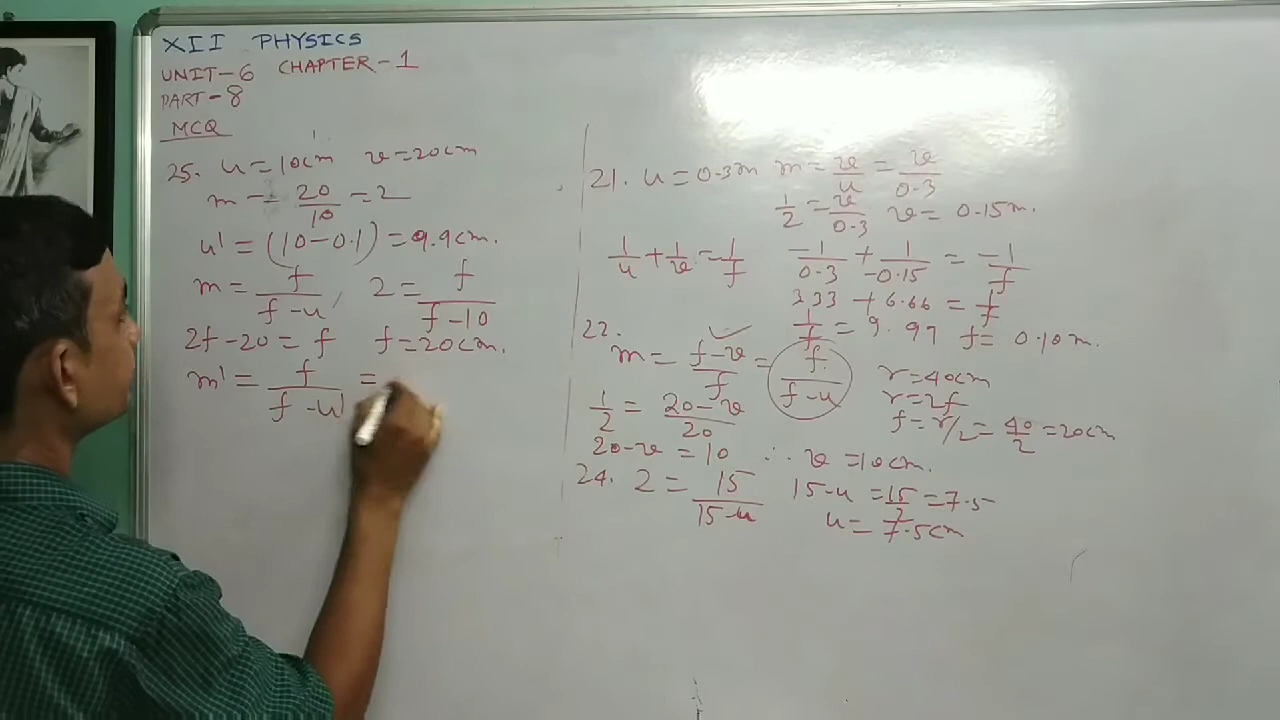 XII PHYSICS
UNIT-6 CHAPTER-1
PART-8
MCQ
25. u=10cm v=20cm
m = 20/10 = 2
u' = (10-0.1) = 9.9cm.
m = f/(f-u), 2 = f/(f-10)
2f-20 = f f=20cm.
m' = f/(f-u') =
21. u=0.3m m = v/u = v/0.3
1/2 = v/0.3 v= 0.15m.
1/u + 1/v = 1/f -1/0.3 + 1/-0.15 = -1/f
3.33 + 6.66 = 1/f
1/f = 9.97 f= 0.10m.
22.
m = (f-v)/f = f/(f-u) r=40cm
r=2f
1/2 = (20-v)/20 f=r/2=40/2=20cm
20-v =10 ∴ v =10cm.
24. 2 = 15/(15-u) 15-u =15/2=7.5
u= 7.5cm